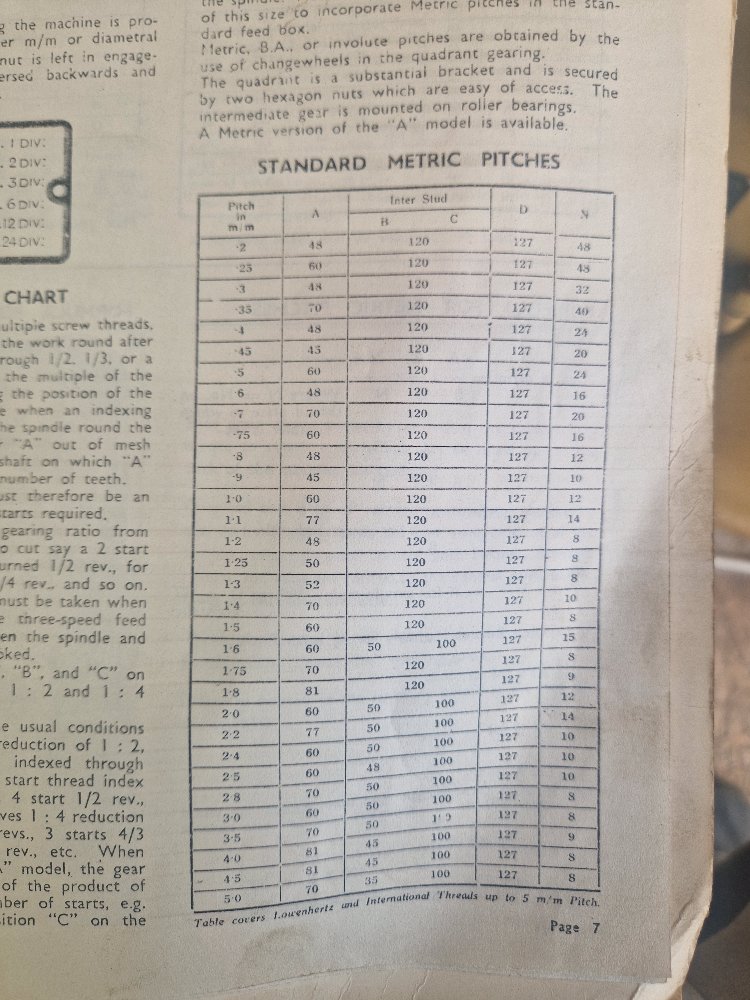 g the machine is pro-
er m/m or diametral
nut is left in engage-
ersed backwards and
. 1 DIV:
. 2 DIV:
. 3 DIV:
. 6 DIV:
.12 DIV:
.24 DIV:
CHART
ultiple screw threads,
the work round after
rough 1/2. 1/3, or a
the multiple of the
g the position of the
e when an indexing
he spindle round the
r "A" out of mesh
shaft on which "A"
number of teeth.
ust therefore be an
tarts required.
gearing ratio from
o cut say a 2 start
urned 1/2 rev., for
/4 rev., and so on.
must be taken when
e three-speed feed
en the spindle and
oked.
, "B", and "C" on
1 : 2 and 1 : 4
e usual conditions
reduction of 1 : 2,
indexed through
start thread index
4 start 1/2 rev.,
ves 1 : 4 reduction
revs., 3 starts 4/3
rev., etc. When
A" model, the gear
of the product of
ber of starts, e.g.
ition "C" on the
of this size to incorporate Metric pitches in the stan-
dard feed box.
Metric, B.A., or involute pitches are obtained by the
use of changewheels in the quadrant gearing.
The quadrant is a substantial bracket and is secured
by two hexagon nuts which are easy of access. The
intermediate gear is mounted on roller bearings.
A Metric version of the "A" model is available.
STANDARD METRIC PITCHES
Pitch in m/m A Inter Stud B C D N
·2 48 120 127 48
·25 60 120 127 48
·3 48 120 127 32
·35 70 120 127 40
·4 48 120 127 24
·45 45 120 127 20
·5 60 120 127 24
·6 48 120 127 16
·7 70 120 127 20
·75 60 120 127 16
·8 48 120 127 12
·9 45 120 127 10
1·0 60 120 127 12
1·1 77 120 127 14
1·2 48 120 127 8
1·25 50 120 127 8
1·3 52 120 127 8
1·4 70 120 127 10
1·5 60 120 127 8
1·6 60 50 100 127 15
1·75 70 120 127 8
1·8 81 120 127 9
2·0 60 50 100 127 12
2·2 77 50 100 127 14
2·4 60 50 100 127 10
2·5 60 48 100 127 10
2·8 70 50 100 127 10
3·0 60 50 100 127 8
3·5 70 50 127 8
4·0 81 45 100 127 9
4·5 81 45 100 127 8
5·0 70 35 100 127 8
Table covers Lowenhertz and International Threads up to 5 m/m Pitch.
Page 7